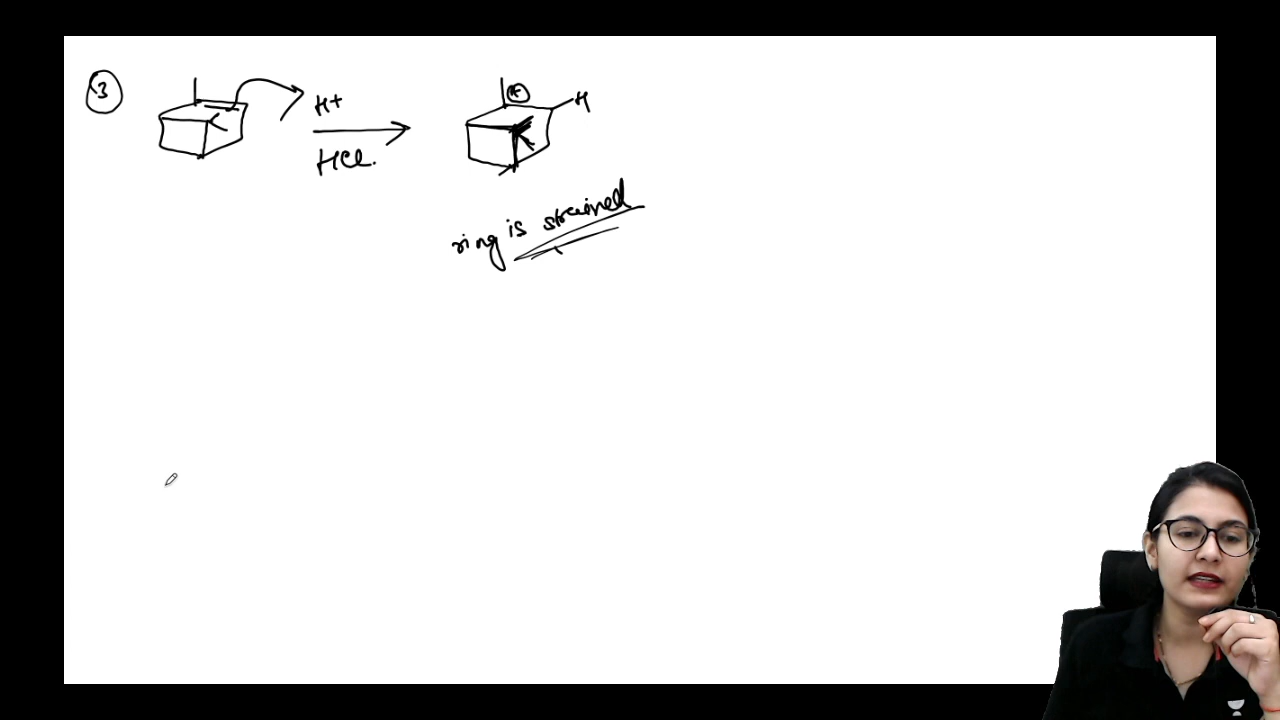 3
H+
HCl.
+
H
ring is strained